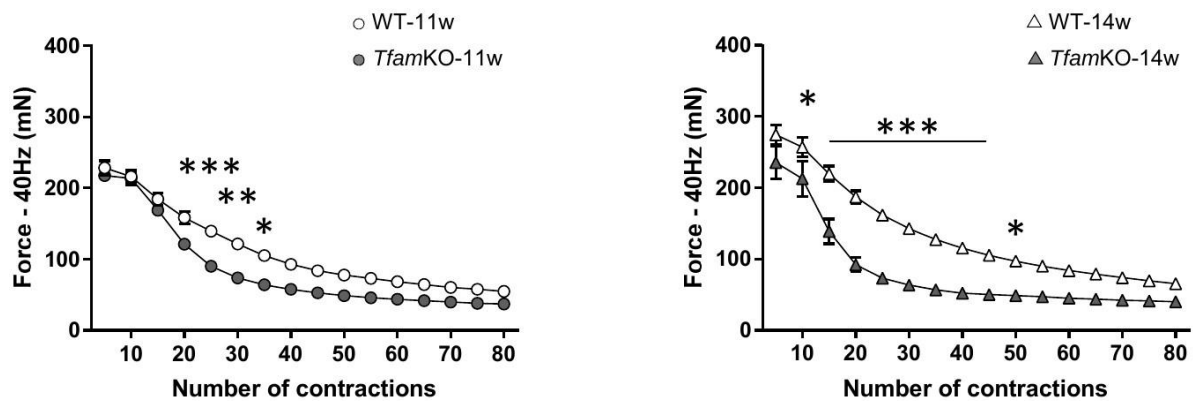 WT-11w
TfamKO-11w
400
300
200
100
0
Force - 40Hz (mN)
***
**
*
10 20 30 40 50 60 70 80
Number of contractions
WT-14w
TfamKO-14w
400
300
200
100
0
Force - 40Hz (mN)
*
***
*
10 20 30 40 50 60 70 80
Number of contractions